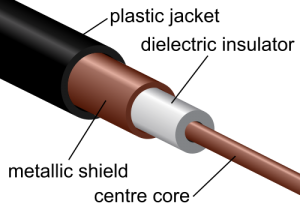 plastic jacket
dielectric insulator
metallic shield
centre core